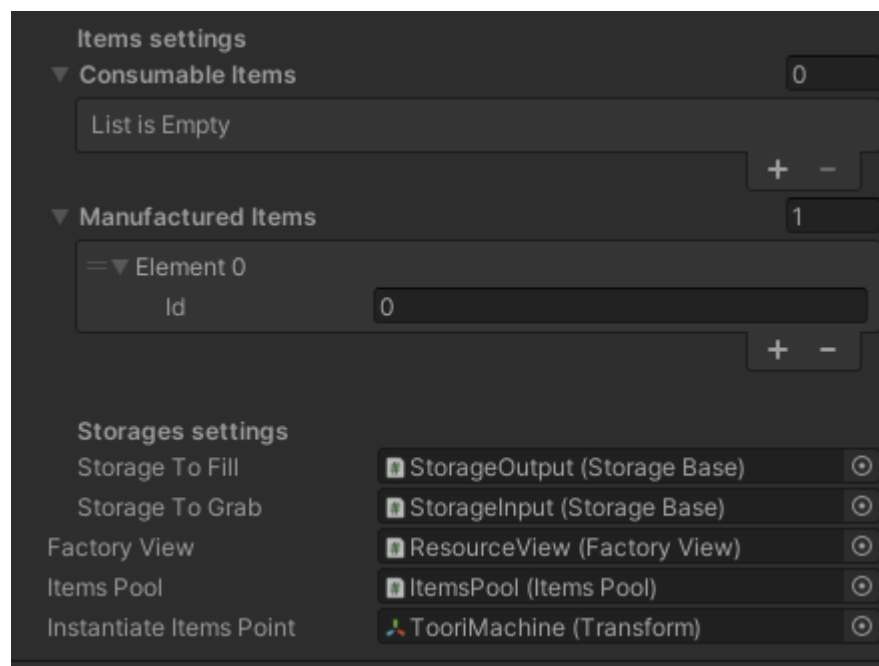 Items settings
Consumable Items 0
List is Empty
+ -
Manufactured Items 1
Element 0
Id 0
+ -
Storages settings
Storage To Fill StorageOutput (Storage Base)
Storage To Grab StorageInput (Storage Base)
Factory View ResourceView (Factory View)
Items Pool ItemsPool (Items Pool)
Instantiate Items Point TooriMachine (Transform)